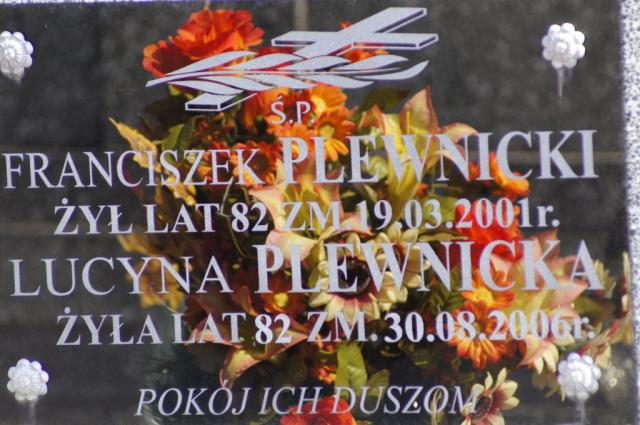 Ś.P.
FRANCISZEK PLEWNICKI
ŻYŁ LAT 82 ZM 19.03.2001r.
LUCYNA PLEWNICKA
ŻYŁA LAT 82 ZM. 30.08.2006r.
POKÓJ ICH DUSZOM